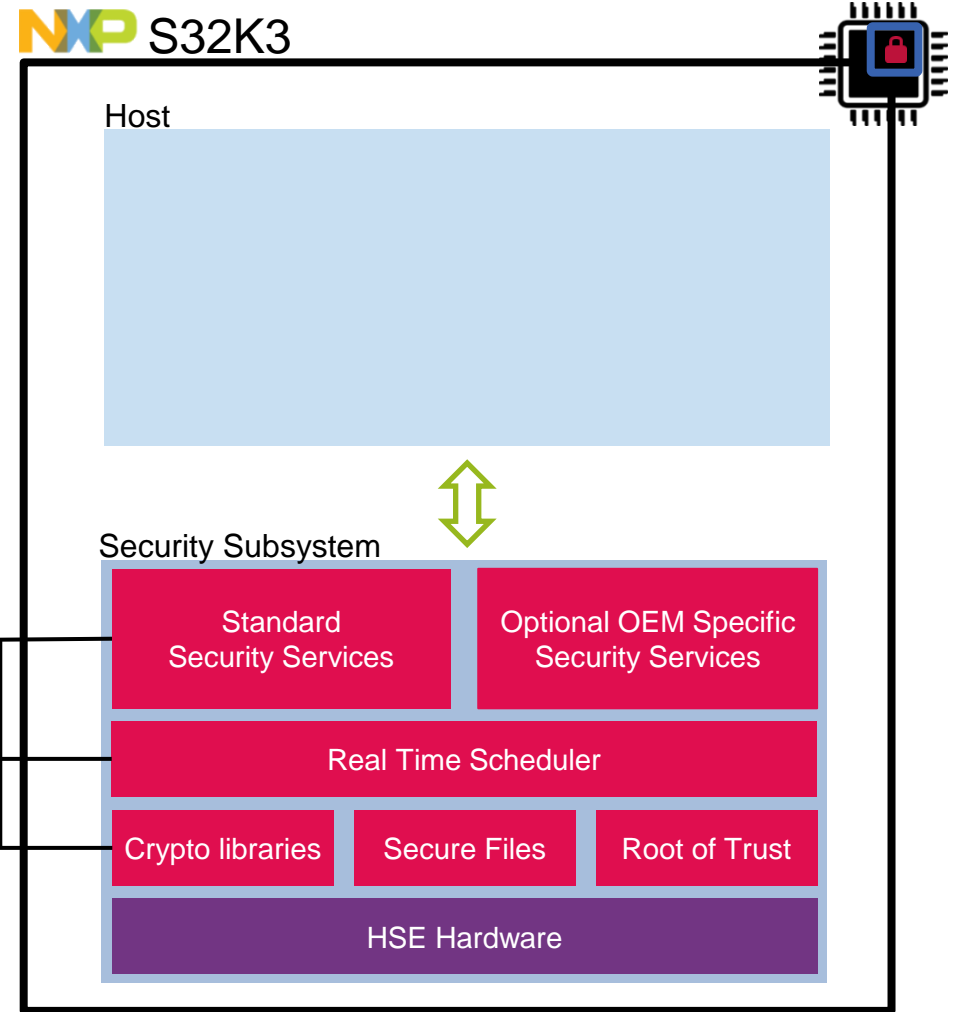 NXP S32K3
Host
Security Subsystem
Standard
Security Services
Optional OEM Specific
Security Services
Real Time Scheduler
Crypto libraries
Secure Files
Root of Trust
HSE Hardware